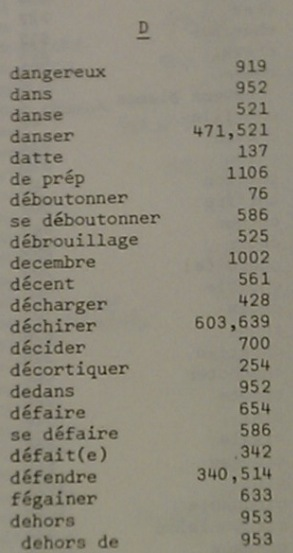 D
dangereux 919
dans 952
danse 521
danser 471,521
datte 137
de prép 1106
déboutonner 76
se déboutonner 586
débrouillage 525
decembre 1002
décent 561
décharger 428
déchirer 603,639
décider 700
décortiquer 254
dedans 952
défaire 654
se défaire 586
défait(e) .342
défendre 340,514
fégainer 633
dehors 953
dehors de 953